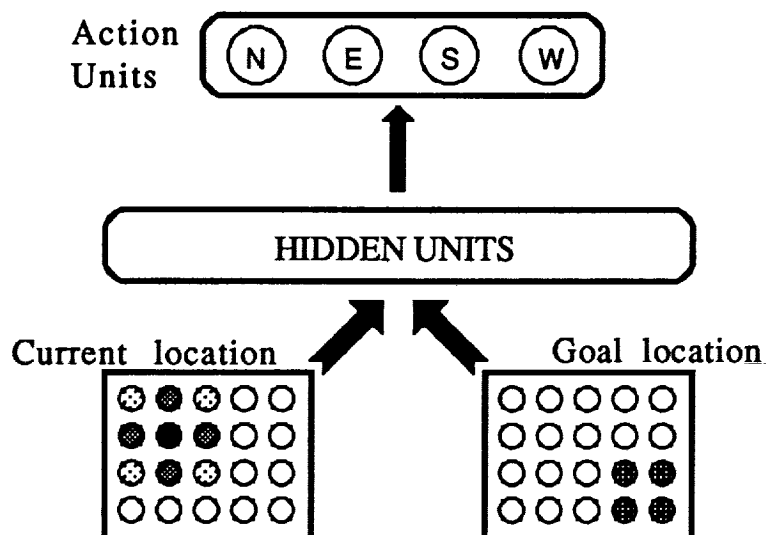 Action
Units
N E S W
HIDDEN UNITS
Current location
Goal location